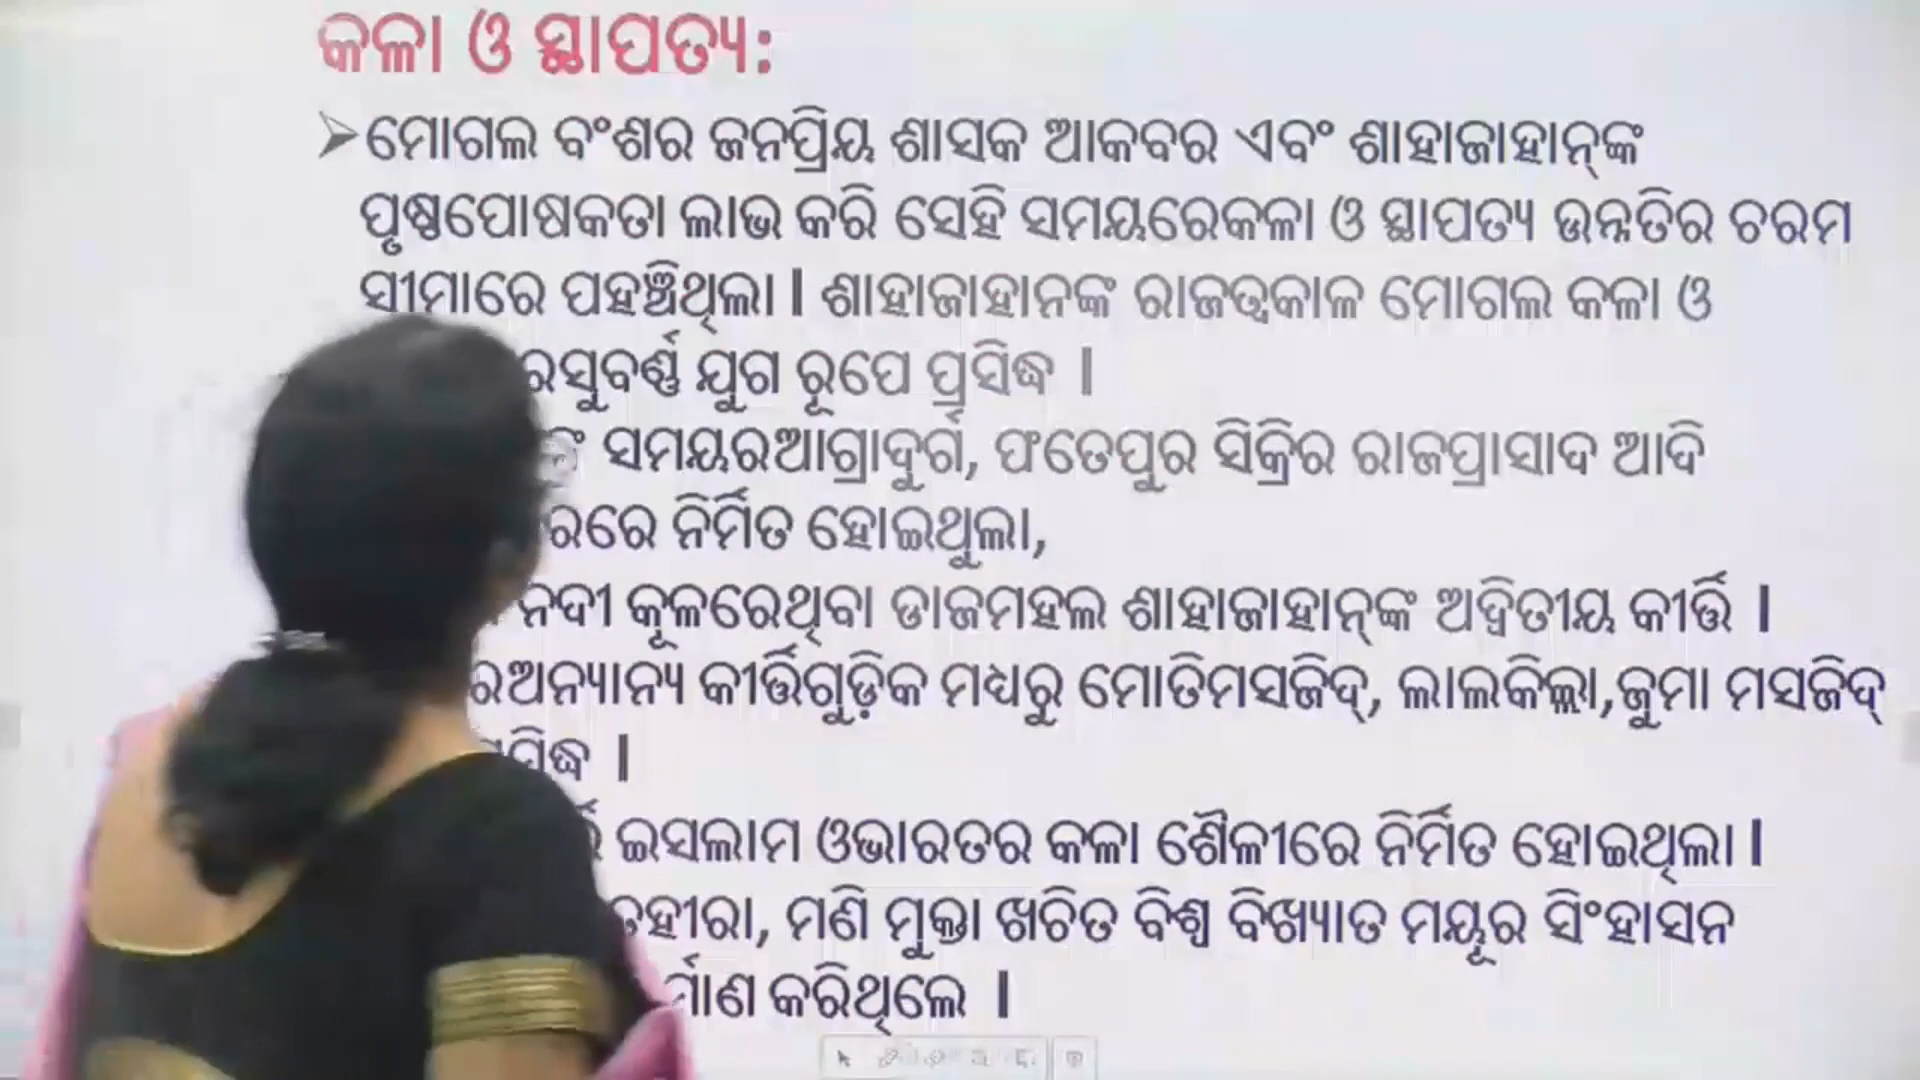 କଳା ଓ ସ୍ଥାପତ୍ୟ:
➢ମୋଗଲ ବଂଶର ଜନପ୍ରିୟ ଶାସକ ଆକବର ଏବଂ ଶାହାଜାହାନ୍‌ଙ୍କ
ପୃଷ୍ଠପୋଷକତା ଲାଭ କରି ସେହି ସମୟରେକଳା ଓ ସ୍ଥାପତ୍ୟ ଉନ୍ନତିର ଚରମ
ସୀମାରେ ପହଞ୍ଚିଥିଲା । ଶାହାଜାହାନଙ୍କ ରାଜତ୍ୱକାଳ ମୋଗଲ କଳା ଓ
ରସୁବର୍ଣ୍ଣ ଯୁଗ ରୂପେ ପ୍ରସିଦ୍ଧ ।
ସମୟରଆଗ୍ରାଦୁର୍ଗ, ଫତେପୁର ସିକ୍ରିର ରାଜପ୍ରାସାଦ ଆଦି
ରରେ ନିର୍ମିତ ହୋଇଥୁଲା,
ନଦୀ କୂଳରେଥିବା ତାଜମହଲ ଶାହାଜାହାନ୍‌ଙ୍କ ଅଦ୍ୱିତୀୟ କୀର୍ତ୍ତି ।
ରଅନ୍ୟାନ୍ୟ କୀର୍ତ୍ତିଗୁଡ଼ିକ ମଧ୍ୟରୁ ମୋତିମସଜିଦ୍, ଲାଲକିଲ୍ଲା,ଜୁମା ମସଜିଦ୍
ସିଦ୍ଧ ।
ଇସଲାମ ଓଭାରତର କଳା ଶୈଳୀରେ ନିର୍ମିତ ହୋଇଥିଲା ।
ତହୀରା, ମଣି ମୁକ୍ତା ଖଚିତ ବିଶ୍ୱ ବିଖ୍ୟାତ ମୟୂର ସିଂହାସନ
ର୍ମାଣ କରିଥିଲେ ।